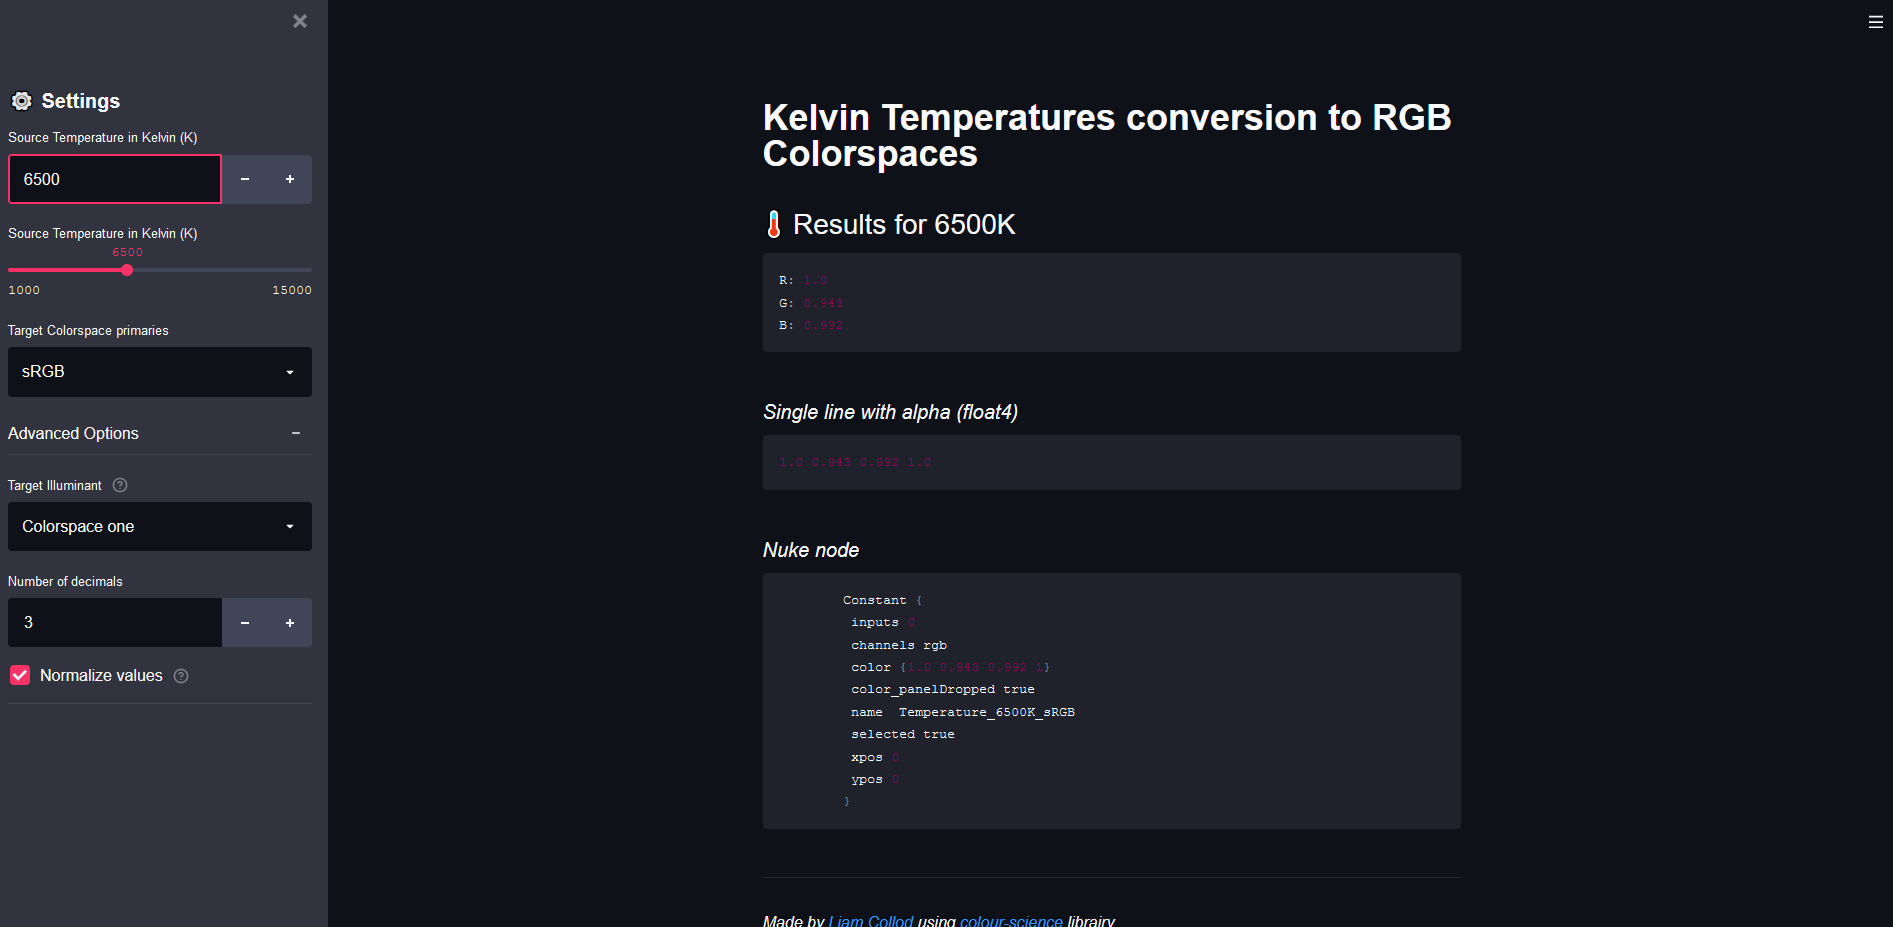 Settings
Source Temperature in Kelvin (K)
6500
Source Temperature in Kelvin (K)
6500
1000 15000
Target Colorspace primaries
sRGB
Advanced Options
Target Illuminant
Colorspace one
Number of decimals
3
Normalize values
Kelvin Temperatures conversion to RGB
Colorspaces
Results for 6500K
R: 1.0
G: 0.943
B: 0.992
Single line with alpha (float4)
1.0 0.943 0.992 1.0
Nuke node
Constant {
inputs 0
channels rgb
color {1.0 0.943 0.992 1}
color_panelDropped true
name  Temperature_6500K_sRGB
selected true
xpos 0
ypos 0
}
Made by Liam Collod using colour-science librairy